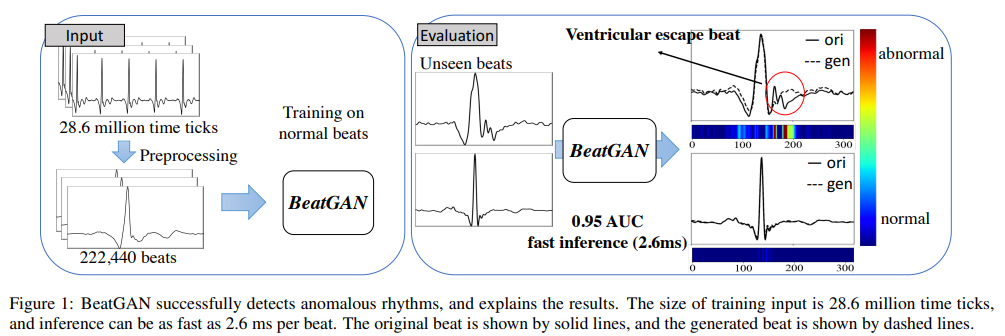 Input
28.6 million time ticks
Preprocessing
222,440 beats
Training on
normal beats
BeatGAN
Evaluation
Unseen beats
BeatGAN
0.95 AUC
fast inference (2.6ms)
Ventricular escape beat
ori
gen
0 100 200 300
ori
gen
0 100 200 300
abnormal
normal
Figure 1: BeatGAN successfully detects anomalous rhythms, and explains the results. The size of training input is 28.6 million time ticks,
and inference can be as fast as 2.6 ms per beat. The original beat is shown by solid lines, and the generated beat is shown by dashed lines.